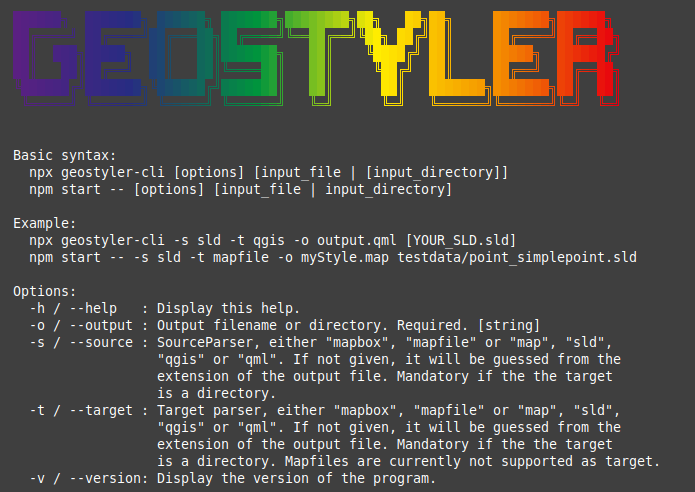 GEOSTYLER
Basic syntax:
npx geostyler-cli [options] [input_file | [input_directory]]
npm start -- [options] [input_file | input_directory]
Example:
npx geostyler-cli -s sld -t qgis -o output.qml [YOUR_SLD.sld]
npm start -- -s sld -t mapfile -o myStyle.map testdata/point_simplepoint.sld
Options:
-h / --help   : Display this help.
-o / --output : Output filename or directory. Required. [string]
-s / --source : SourceParser, either "mapbox", "mapfile" or "map", "sld",
"qgis" or "qml". If not given, it will be guessed from the
extension of the output file. Mandatory if the the target
is a directory.
-t / --target : Target parser, either "mapbox", "mapfile" or "map", "sld",
"qgis" or "qml". If not given, it will be guessed from the
extension of the output file. Mandatory if the the target
is a directory. Mapfiles are currently not supported as target.
-v / --version: Display the version of the program.